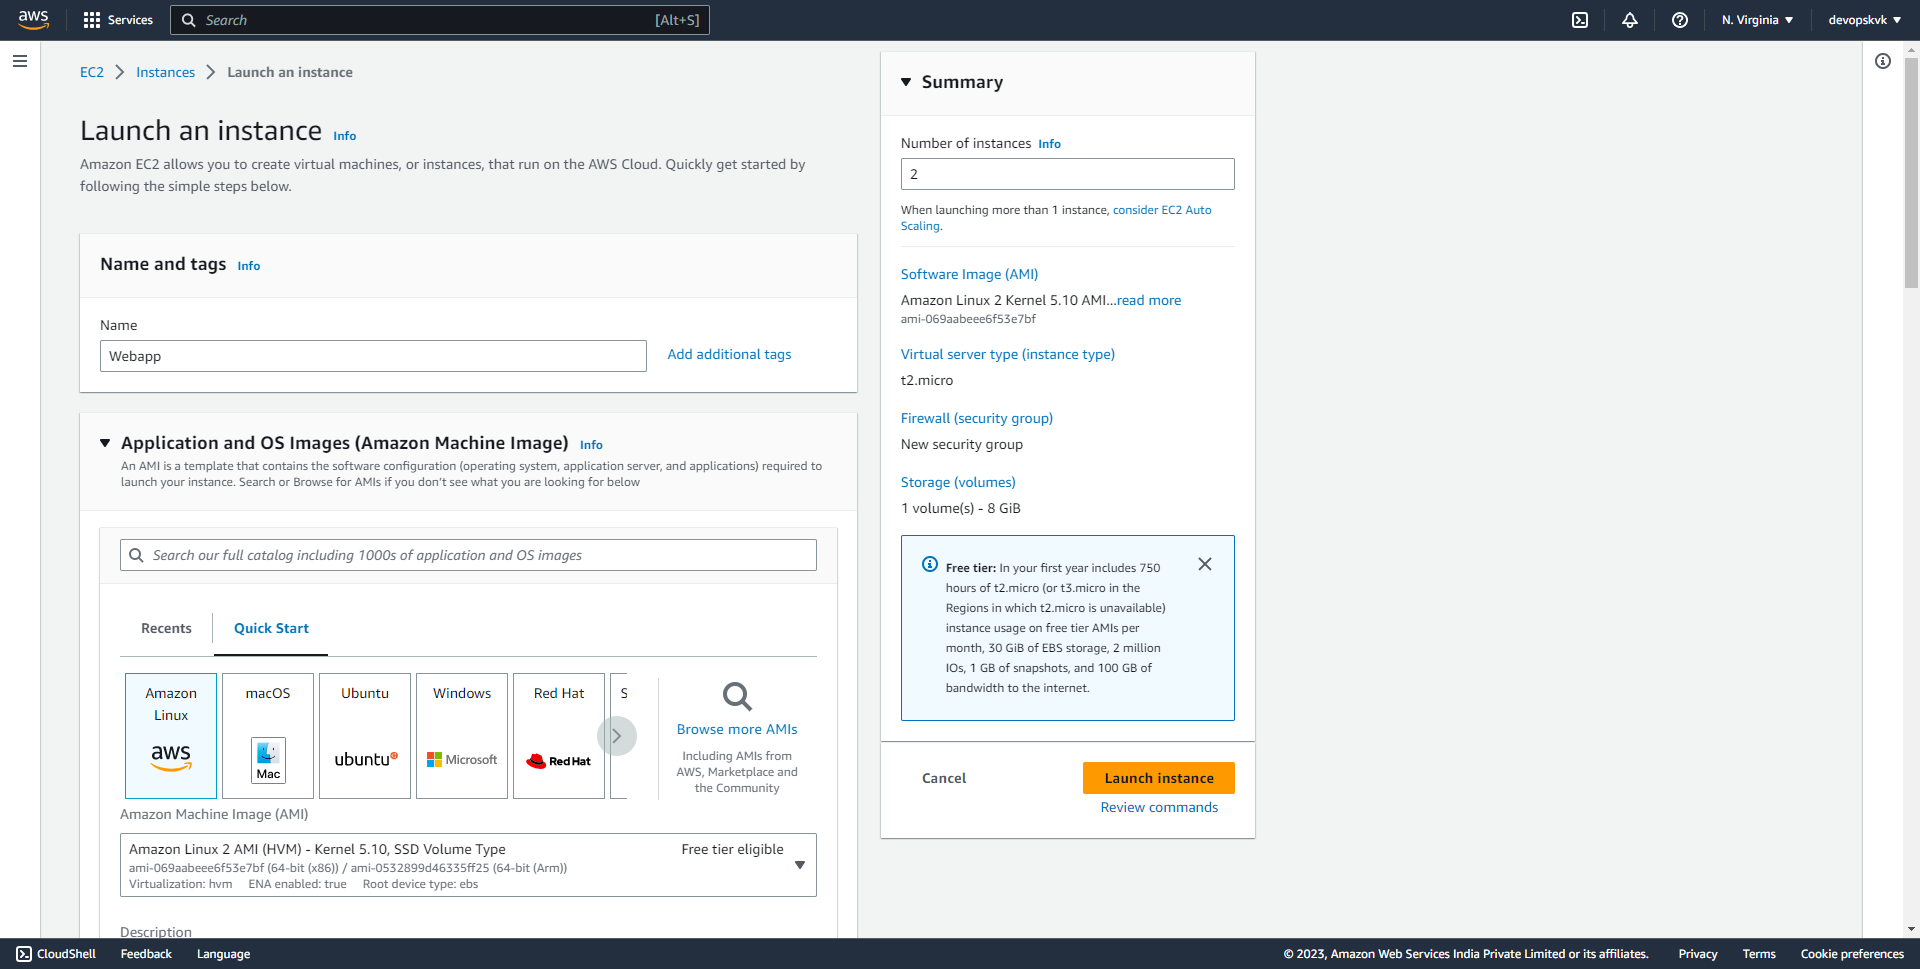 aws
Services
Search
[Alt+S]
N. Virginia
devopskvk
EC2
Instances
Launch an instance
Launch an instance
Info
Amazon EC2 allows you to create virtual machines, or instances, that run on the AWS Cloud. Quickly get started by
following the simple steps below.
Name and tags
Info
Name
Webapp
Add additional tags
Application and OS Images (Amazon Machine Image)
Info
An AMI is a template that contains the software configuration (operating system, application server, and applications) required to
launch your instance. Search or Browse for AMIs if you don't see what you are looking for below
Search our full catalog including 1000s of application and OS images
Recents
Quick Start
Amazon
Linux
aws
macOS
Mac
Ubuntu
ubuntu
Windows
Microsoft
Red Hat
Red Hat
S
Browse more AMIs
Including AMIs from
AWS, Marketplace and
the Community
Amazon Machine Image (AMI)
Amazon Linux 2 AMI (HVM) - Kernel 5.10, SSD Volume Type
Free tier eligible
ami-069aabeee6f53e7bf (64-bit (x86)) / ami-0532899d46335ff25 (64-bit (Arm))
Virtualization: hvm
ENA enabled: true
Root device type: ebs
Description
Summary
Number of instances
Info
2
When launching more than 1 instance, consider EC2 Auto
Scaling.
Software Image (AMI)
Amazon Linux 2 Kernel 5.10 AMI...read more
ami-069aabeee6f53e7bf
Virtual server type (instance type)
t2.micro
Firewall (security group)
New security group
Storage (volumes)
1 volume(s) - 8 GiB
Free tier: In your first year includes 750
hours of t2.micro (or t3.micro in the
Regions in which t2.micro is unavailable)
instance usage on free tier AMIs per
month, 30 GiB of EBS storage, 2 million
IOs, 1 GB of snapshots, and 100 GB of
bandwidth to the internet.
Cancel
Launch instance
Review commands
CloudShell
Feedback
Language
© 2023, Amazon Web Services India Private Limited or its affiliates.
Privacy
Terms
Cookie preferences